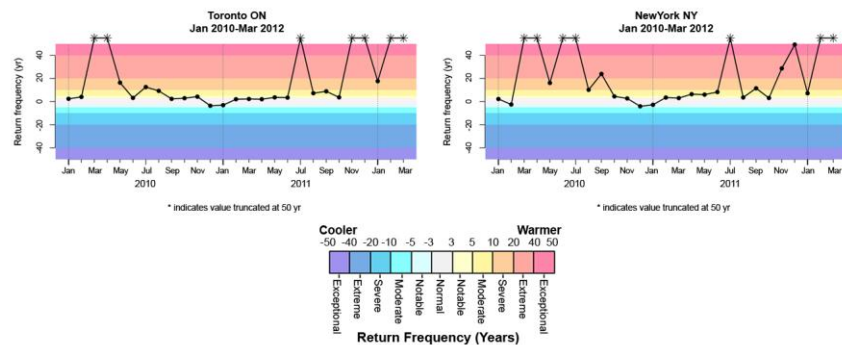 Toronto ON
Jan 2010-Mar 2012
Return frequency (yr)
40
20
0
-20
-40
Jan Mar May Jul Sep Nov Jan Mar May Jul Sep Nov Jan Mar
2010 2011
* indicates value truncated at 50 yr
NewYork NY
Jan 2010-Mar 2012
Return frequency (yr)
40
20
0
-20
-40
Jan Mar May Jul Sep Nov Jan Mar May Jul Sep Nov Jan Mar
2010 2011
* indicates value truncated at 50 yr
Cooler Warmer
-50 -40 -20 -10 -5 -3 3 5 10 20 40 50
Exceptional
Extreme
Severe
Moderate
Notable
Normal
Notable
Moderate
Severe
Extreme
Exceptional
Return Frequency (Years)